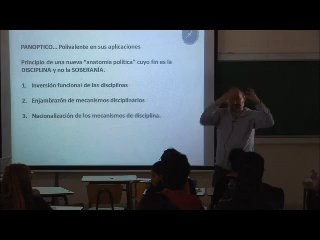 PANOPTICO... Polivalente en sus aplicaciones
Principio de una nueva "anatomía política" cuyo fin es la
DISCIPLINA y no la SOBERANÍA.
1. Inversión funcional de las disciplinas
2. Enjambrazón de mecanismos disciplinarios
3. Nacionalización de los mecanismos de disciplina.